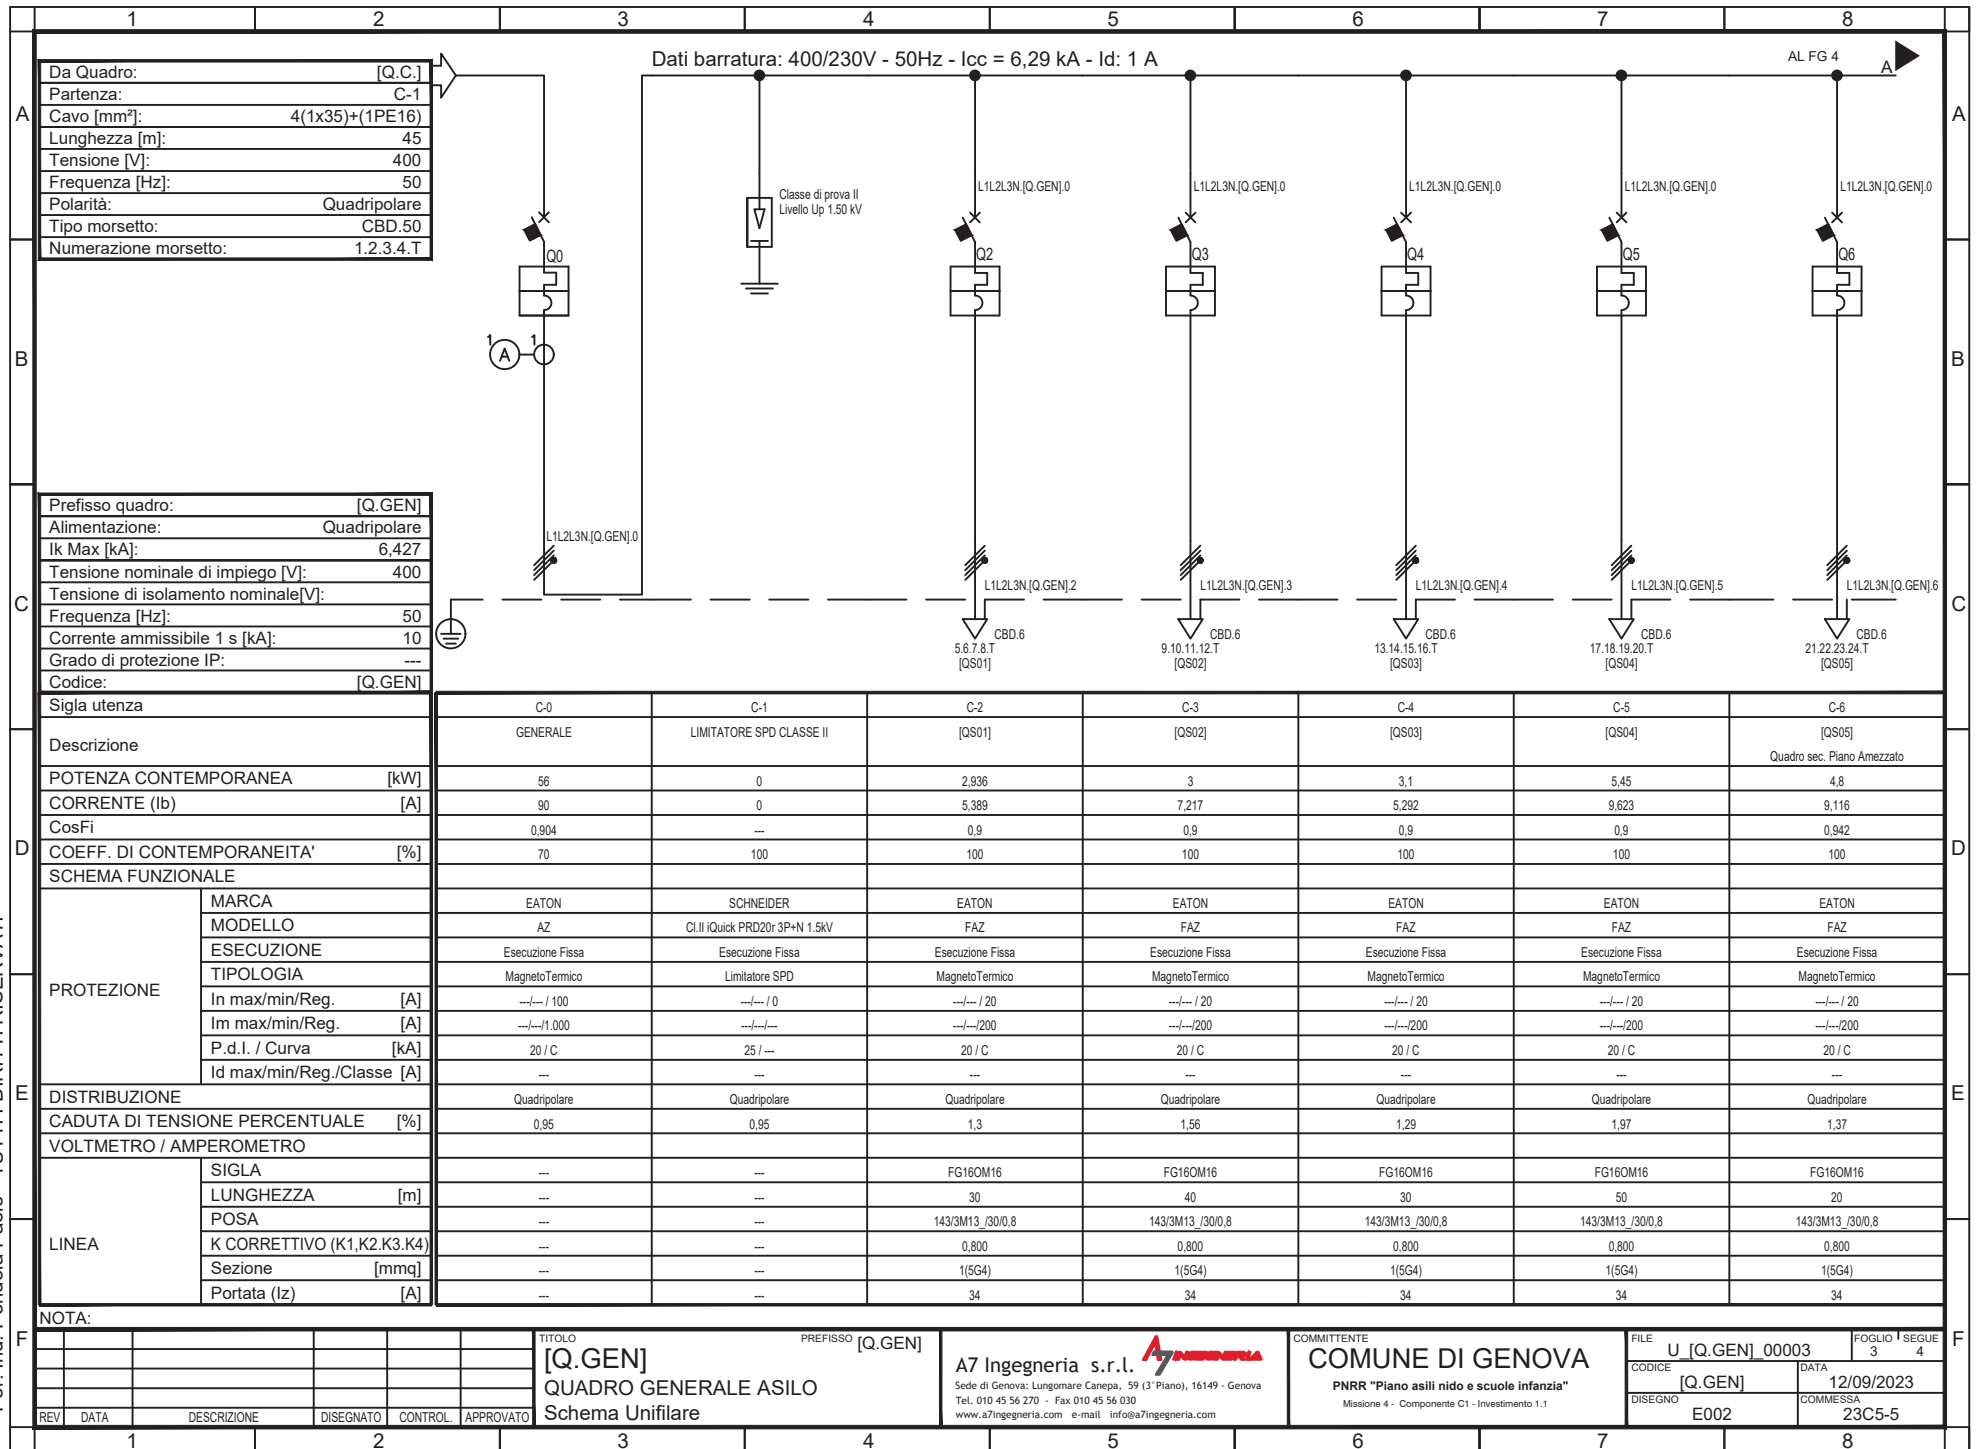 1 2 3 4 5 6 7 8
Dati barratura: 400/230V - 50Hz - Icc = 6,29 kA - Id: 1 A
AL FG 4
A
Da Quadro: [Q.C.]
Partenza: C-1
Cavo [mm²]: 4(1x35)+(1PE16)
Lunghezza [m]: 45
Tensione [V]: 400
Frequenza [Hz]: 50
Polarità: Quadripolare
Tipo morsetto: CBD.50
Numerazione morsetto: 1.2.3.4.T
A A
Classe di prova II
Livello Up 1.50 kV
L1L2L3N.[Q.GEN].0 L1L2L3N.[Q.GEN].0 L1L2L3N.[Q.GEN].0 L1L2L3N.[Q.GEN].0 L1L2L3N.[Q.GEN].0
Q0 Q2 Q3 Q4 Q5 Q6
1 A 1
B B
Prefisso quadro: [Q.GEN]
Alimentazione: Quadripolare
Ik Max [kA]: 6,427
Tensione nominale di impiego [V]: 400
Tensione di isolamento nominale[V]:
Frequenza [Hz]: 50
Corrente ammissibile 1 s [kA]: 10
Grado di protezione IP: ---
Codice: [Q.GEN]
L1L2L3N.[Q.GEN].0
L1L2L3N.[Q.GEN].2 L1L2L3N.[Q.GEN].3 L1L2L3N.[Q.GEN].4 L1L2L3N.[Q.GEN].5 L1L2L3N.[Q.GEN].6
C C
CBD.6 CBD.6 CBD.6 CBD.6 CBD.6
5.6.7.8.T 9.10.11.12.T 13.14.15.16.T 17.18.19.20.T 21.22.23.24.T
[QS01] [QS02] [QS03] [QS04] [QS05]
Sigla utenza C-0 C-1 C-2 C-3 C-4 C-5 C-6
Descrizione GENERALE LIMITATORE SPD CLASSE II [QS01] [QS02] [QS03] [QS04] [QS05]
Quadro sec. Piano Amezzato
POTENZA CONTEMPORANEA [kW] 56 0 2,936 3 3,1 5,45 4,8
CORRENTE (Ib) [A] 90 0 5,389 7,217 5,292 9,623 9,116
CosFi 0,904 --- 0,9 0,9 0,9 0,9 0,942
D D
COEFF. DI CONTEMPORANEITA' [%] 70 100 100 100 100 100 100
SCHEMA FUNZIONALE
PROTEZIONE
MARCA EATON SCHNEIDER EATON EATON EATON EATON EATON
MODELLO AZ Cl.II iQuick PRD20r 3P+N 1.5kV FAZ FAZ FAZ FAZ FAZ
ESECUZIONE Esecuzione Fissa Esecuzione Fissa Esecuzione Fissa Esecuzione Fissa Esecuzione Fissa Esecuzione Fissa Esecuzione Fissa
TIPOLOGIA MagnetoTermico Limitatore SPD MagnetoTermico MagnetoTermico MagnetoTermico MagnetoTermico MagnetoTermico
In max/min/Reg. [A] ---/--- / 100 ---/--- / 0 ---/--- / 20 ---/--- / 20 ---/--- / 20 ---/--- / 20 ---/--- / 20
Im max/min/Reg. [A] ---/---/1.000 ---/---/--- ---/---/200 ---/---/200 ---/---/200 ---/---/200 ---/---/200
P.d.I. / Curva [kA] 20 / C 25 / --- 20 / C 20 / C 20 / C 20 / C 20 / C
Id max/min/Reg./Classe [A] --- --- --- --- --- --- ---
E E
DISTRIBUZIONE Quadripolare Quadripolare Quadripolare Quadripolare Quadripolare Quadripolare Quadripolare
CADUTA DI TENSIONE PERCENTUALE [%] 0,95 0,95 1,3 1,56 1,29 1,97 1,37
VOLTMETRO / AMPEROMETRO
LINEA
SIGLA --- --- FG16OM16 FG16OM16 FG16OM16 FG16OM16 FG16OM16
LUNGHEZZA [m] --- --- 30 40 30 50 20
POSA --- --- 143/3M13_/30/0,8 143/3M13_/30/0,8 143/3M13_/30/0,8 143/3M13_/30/0,8 143/3M13_/30/0,8
K CORRETTIVO (K1,K2.K3.K4) --- --- 0,800 0,800 0,800 0,800 0,800
Sezione [mmq] --- --- 1(5G4) 1(5G4) 1(5G4) 1(5G4) 1(5G4)
Portata (Iz) [A] --- --- 34 34 34 34 34
NOTA:
F F
REV DATA DESCRIZIONE DISEGNATO CONTROL. APPROVATO
TITOLO PREFISSO [Q.GEN]
[Q.GEN]
QUADRO GENERALE ASILO
Schema Unifilare
A7 Ingegneria s.r.l. A7 INGEGNERIA
Sede di Genova: Lungomare Canepa, 59 (3°Piano), 16149 - Genova
Tel. 010 45 56 270 - Fax 010 45 56 030
www.a7ingegneria.com e-mail info@a7ingegneria.com
COMMITTENTE
COMUNE DI GENOVA
PNRR "Piano asili nido e scuole infanzia"
Missione 4 - Componente C1 - Investimento 1.1
FILE U_[Q.GEN]_00003
FOGLIO 3 SEGUE 4
CODICE [Q.GEN]
DATA 12/09/2023
DISEGNO E002
COMMESSA 23C5-5
1 2 3 4 5 6 7 8